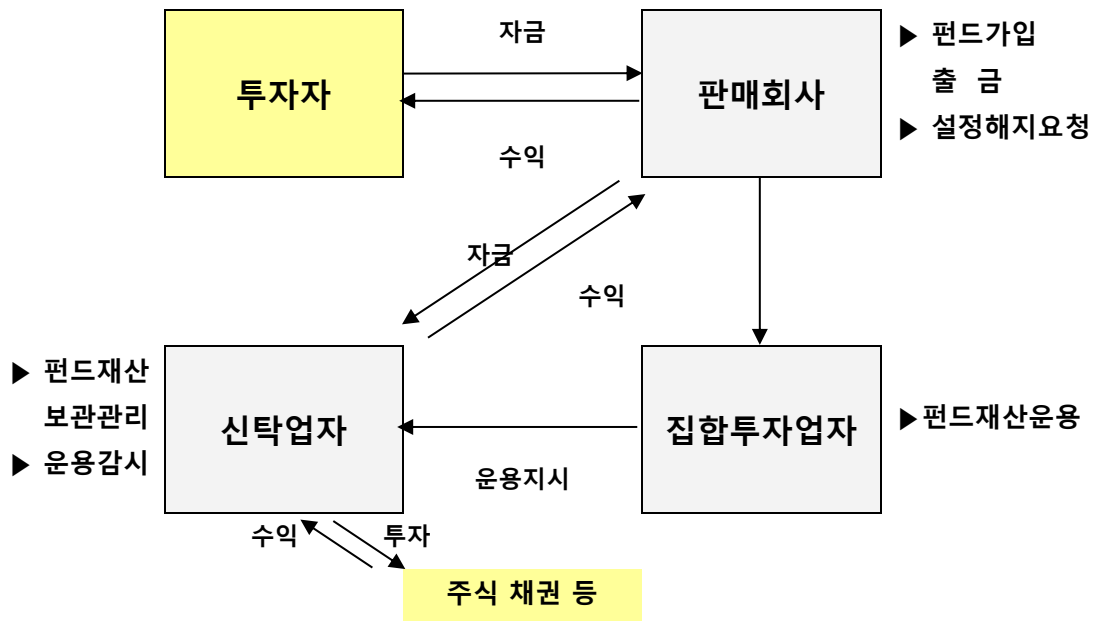 자금
투자자
판매회사
▶ 펀드가입
출 금
▶ 설정해지요청
수익
자금
수익
▶ 펀드재산
보관관리
▶ 운용감시
신탁업자
집합투자업자
▶펀드재산운용
운용지시
수익
투자
주식 채권 등